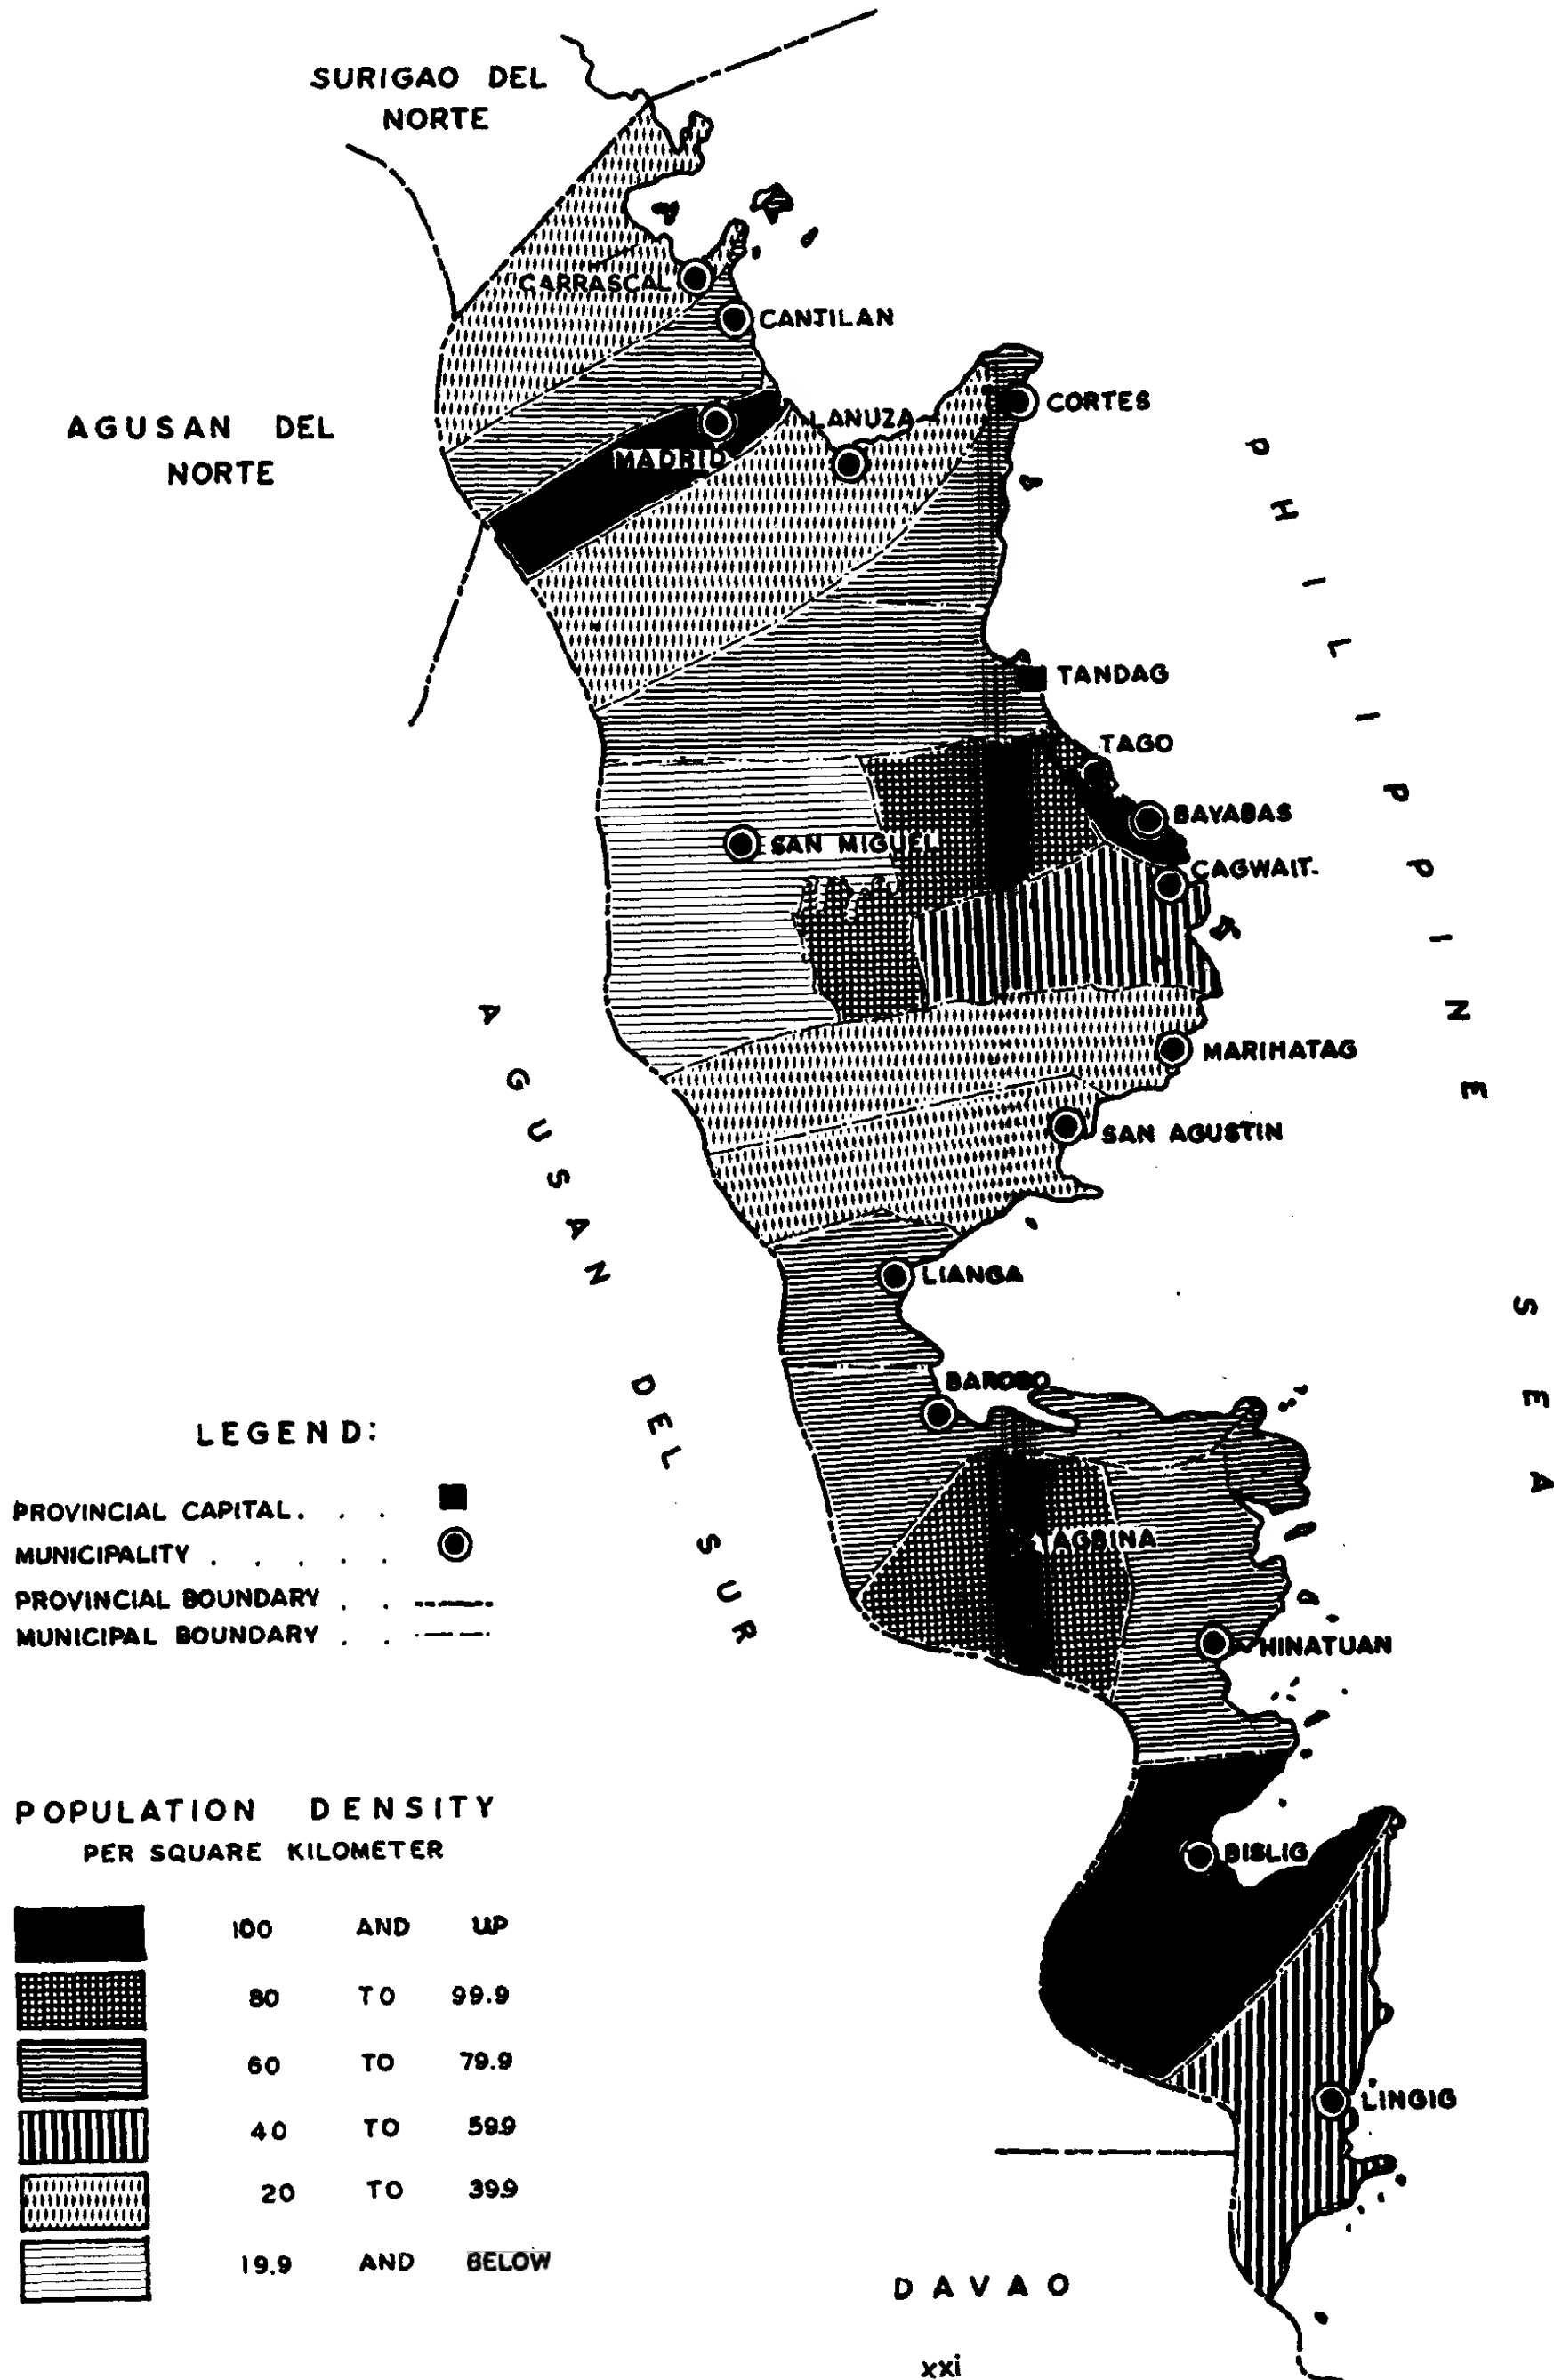 SURIGAO DEL
NORTE
CARRASCAL
CANTILAN
AGUSAN DEL
NORTE
LANUZA
CORTES
MADRID
PHILIPPINE SEA
TANDAG
TAGO
BAYABAS
SAN MIGUEL
CAGWAIT.
MARIHATAG
AGUSAN DEL SUR
SAN AGUSTIN
LIANGA
BAROBO
TAGBINA
HINATUAN
BISLIG
LINGIG
LEGEND:
PROVINCIAL CAPITAL. . .
MUNICIPALITY . . . . .
PROVINCIAL BOUNDARY . .
MUNICIPAL BOUNDARY . .
POPULATION DENSITY
PER SQUARE KILOMETER
100 AND UP
80 TO 99.9
60 TO 79.9
40 TO 59.9
20 TO 39.9
19.9 AND BELOW
DAVAO
xxi